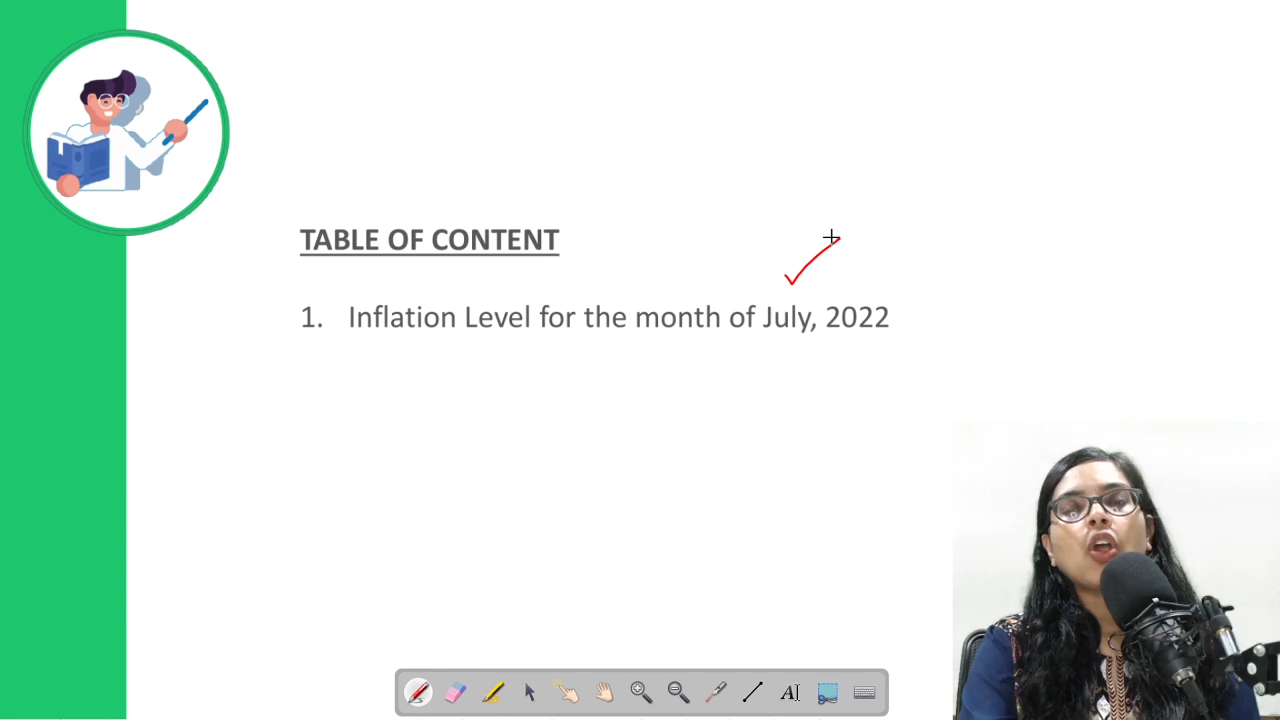 TABLE OF CONTENT
1. Inflation Level for the month of July, 2022